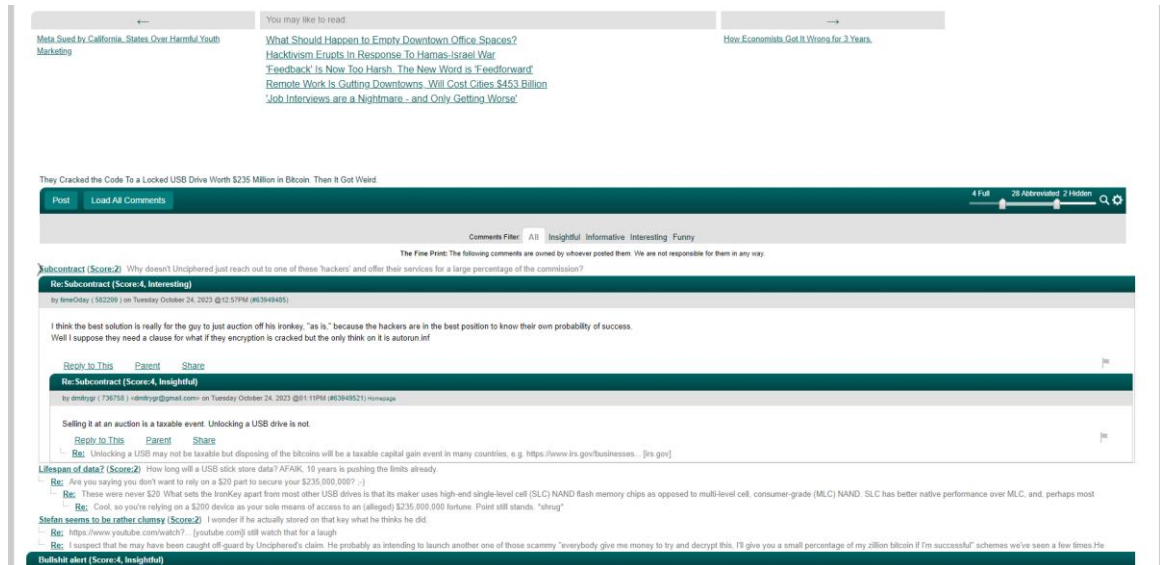 ← You may like to read: →
Meta Sued by California, States Over Harmful Youth
Marketing
What Should Happen to Empty Downtown Office Spaces?
Hacktivism Erupts In Response To Hamas-Israel War
'Feedback' Is Now Too Harsh. The New Word is 'Feedforward'
Remote Work Is Gutting Downtowns, Will Cost Cities $453 Billion
'Job Interviews are a Nightmare - and Only Getting Worse'
How Economists Got It Wrong for 3 Years.
They Cracked the Code To a Locked USB Drive Worth $235 Million in Bitcoin. Then It Got Weird.
Post Load All Comments 4 Full 28 Abbreviated 2 Hidden
Comments Filter: All Insightful Informative Interesting Funny
The Fine Print: The following comments are owned by whoever posted them. We are not responsible for them in any way.
Subcontract (Score:2) Why doesn't Unciphered just reach out to one of these 'hackers' and offer their services for a large percentage of the commission?
Re:Subcontract (Score:4, Interesting)
by timeOday ( 582209 ) on Tuesday October 24, 2023 @12:57PM (#63949485)
I think the best solution is really for the guy to just auction off his ironkey, "as is," because the hackers are in the best position to know their own probability of success.
Well I suppose they need a clause for what if they encryption is cracked but the only think on it is autorun.inf
Reply to This Parent Share
Re:Subcontract (Score:4, Insightful)
by dmitrygr ( 736758 ) <dmitrygr@gmail.com> on Tuesday October 24, 2023 @01:11PM (#63949521) Homepage
Selling it at an auction is a taxable event. Unlocking a USB drive is not.
Reply to This Parent Share
Re: Unlocking a USB may not be taxable but disposing of the bitcoins will be a taxable capital gain event in many countries, e.g. https://www.irs.gov/businesses... [irs.gov]
Lifespan of data? (Score:2) How long will a USB stick store data? AFAIK, 10 years is pushing the limits already.
Re: Are you saying you don't want to rely on a $20 part to secure your $235,000,000? ;-)
Re: These were never $20. What sets the IronKey apart from most other USB drives is that its maker uses high-end single-level cell (SLC) NAND flash memory chips as opposed to multi-level cell, consumer-grade (MLC) NAND. SLC has better native performance over MLC, and, perhaps most
Re: Cool, so you're relying on a $200 device as your sole means of access to an (alleged) $235,000,000 fortune. Point still stands. *shrug*
Stefan seems to be rather clumsy (Score:2) I wonder if he actually stored on that key what he thinks he did.
Re: https://www.youtube.com/watch?... [youtube.com]I still watch that for a laugh
Re: I suspect that he may have been caught off-guard by Unciphered's claim. He probably as intending to launch another one of those scammy "everybody give me money to try and decrypt this, I'll give you a small percentage of my zillion bitcoin if I'm successful" schemes we've seen a few times.He
Bullshit alert (Score:4, Insightful)